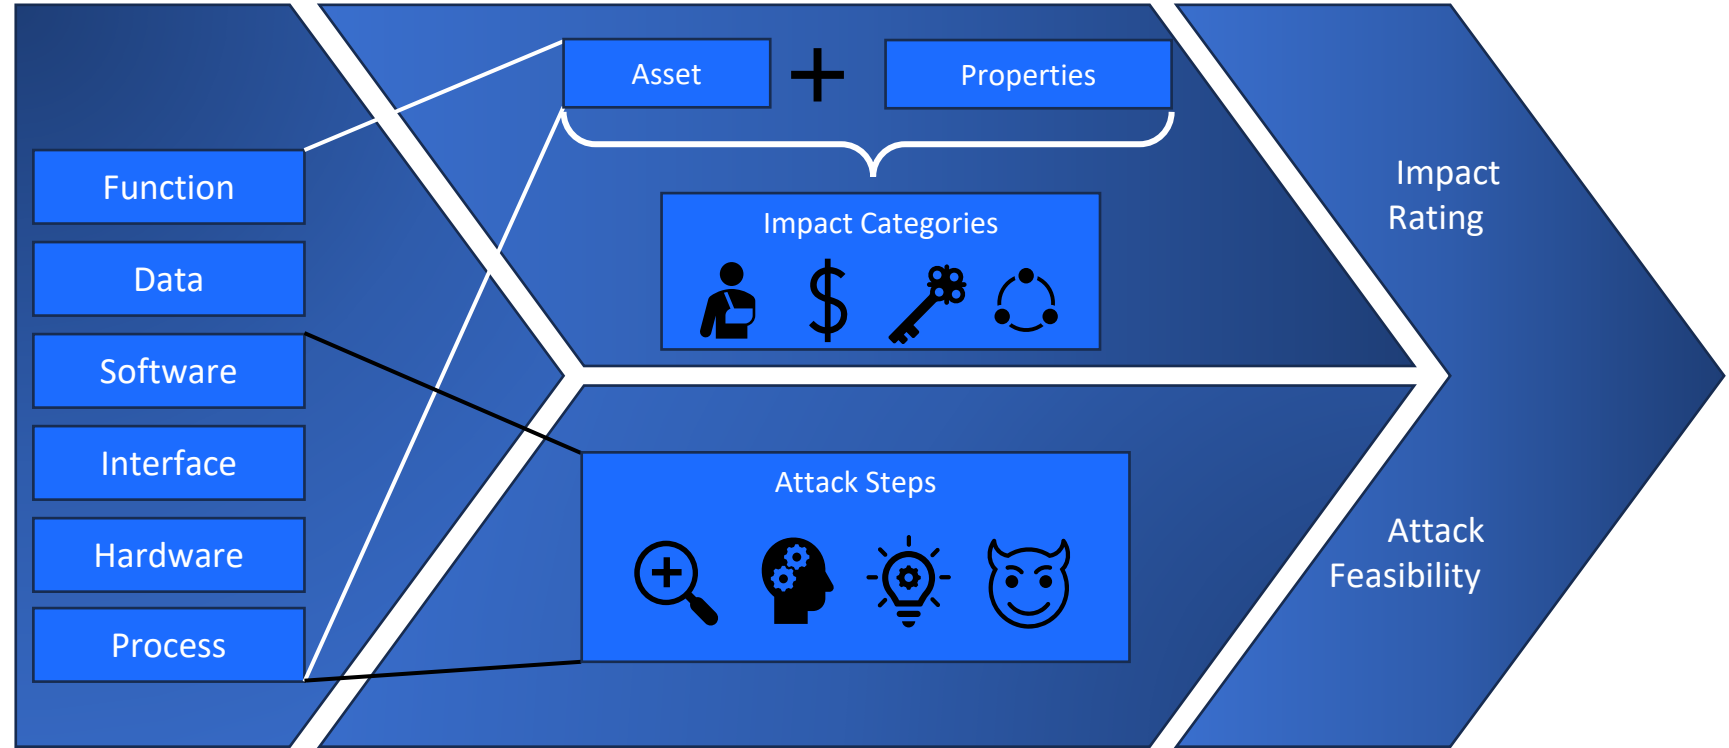 Function
Data
Software
Interface
Hardware
Process
Asset
Properties
Impact Categories
Attack Steps
Impact
Rating
Attack
Feasibility